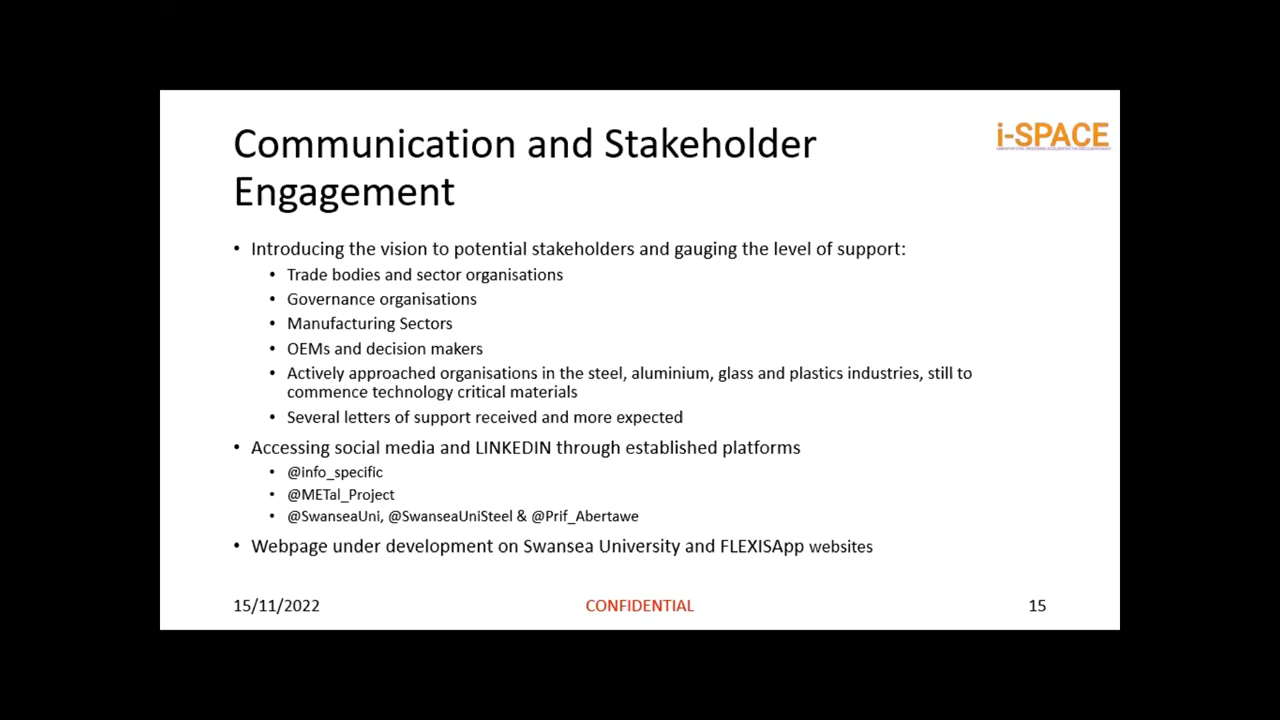 Communication and Stakeholder
Engagement
i-SPACE
• Introducing the vision to potential stakeholders and gauging the level of support:
• Trade bodies and sector organisations
• Governance organisations
• Manufacturing Sectors
• OEMs and decision makers
• Actively approached organisations in the steel, aluminium, glass and plastics industries, still to
commence technology critical materials
• Several letters of support received and more expected
• Accessing social media and LINKEDIN through established platforms
• @info_specific
• @METal_Project
• @SwanseaUni, @SwanseaUniSteel & @Prif_Abertawe
• Webpage under development on Swansea University and FLEXISApp websites
15/11/2022
CONFIDENTIAL
15